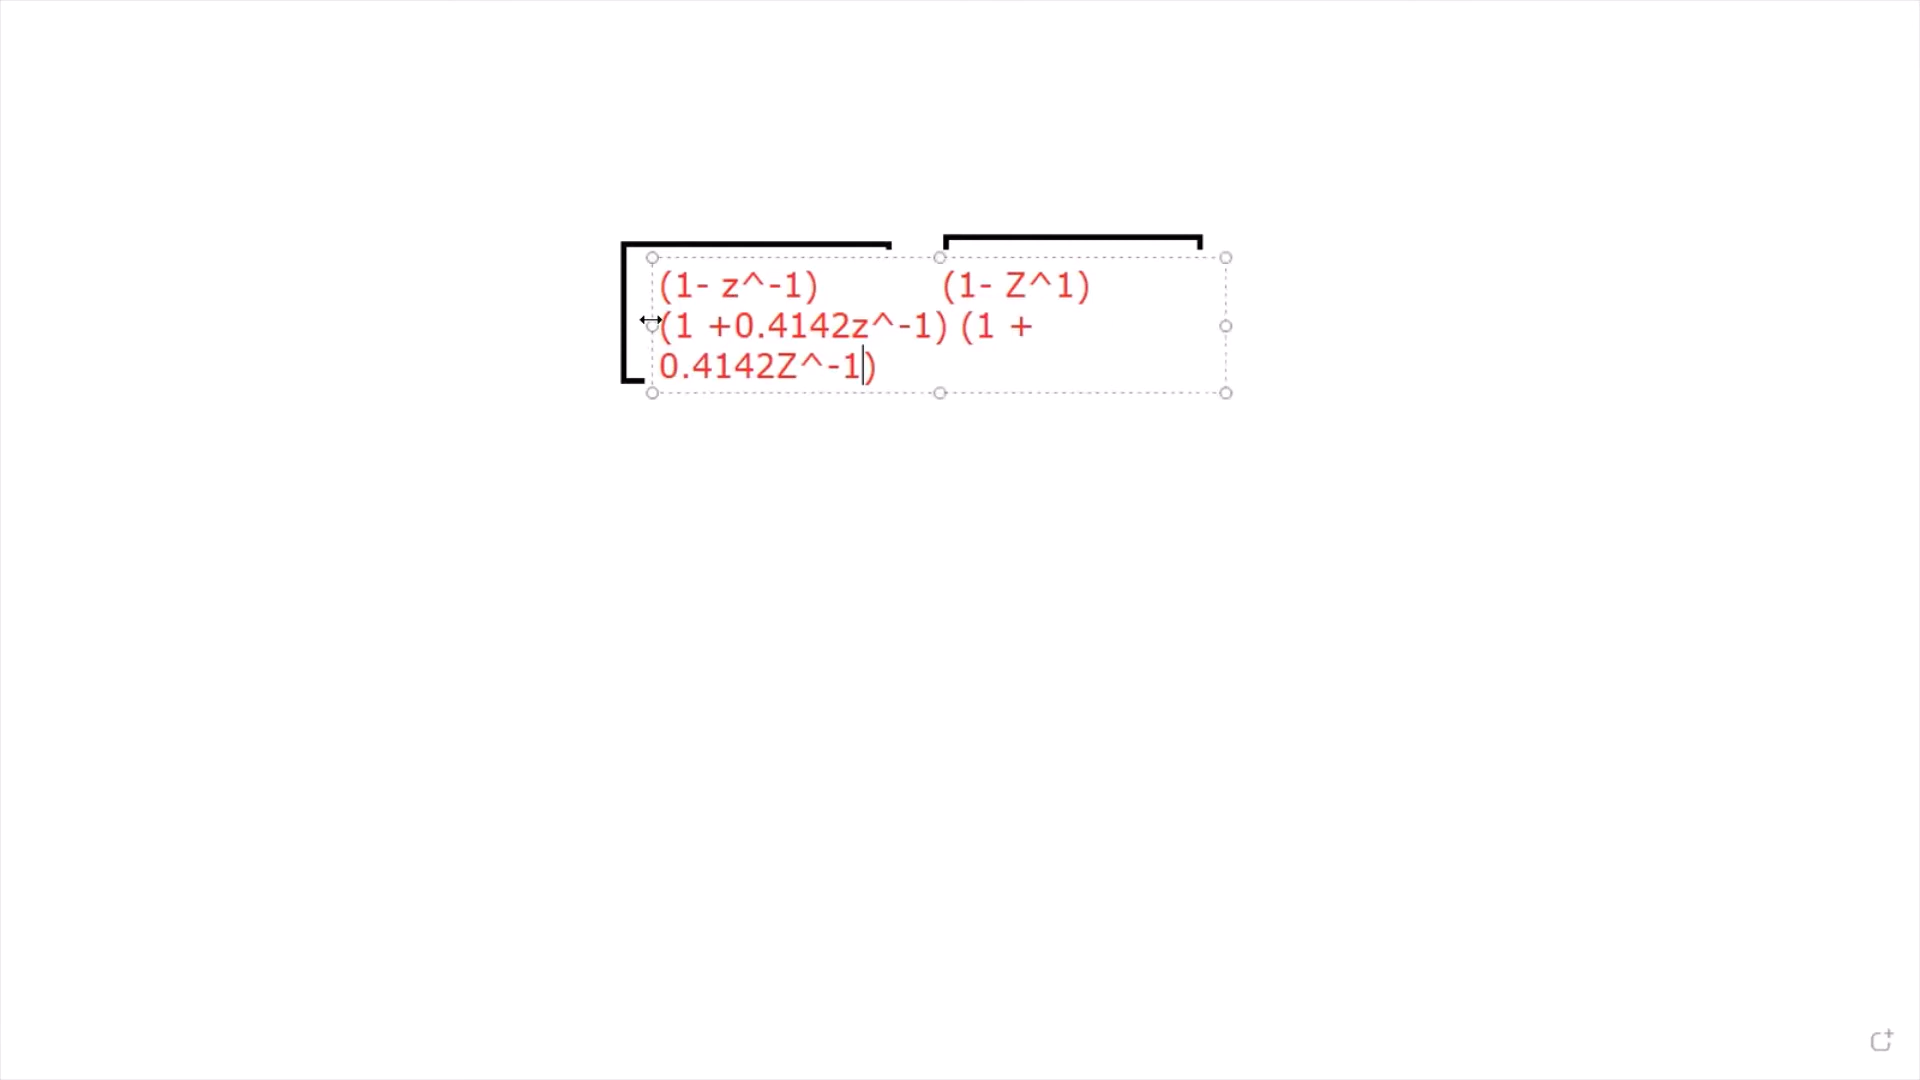 (1- z^-1) (1- Z^1)
(1 +0.4142z^-1) (1 +
0.4142Z^-1)